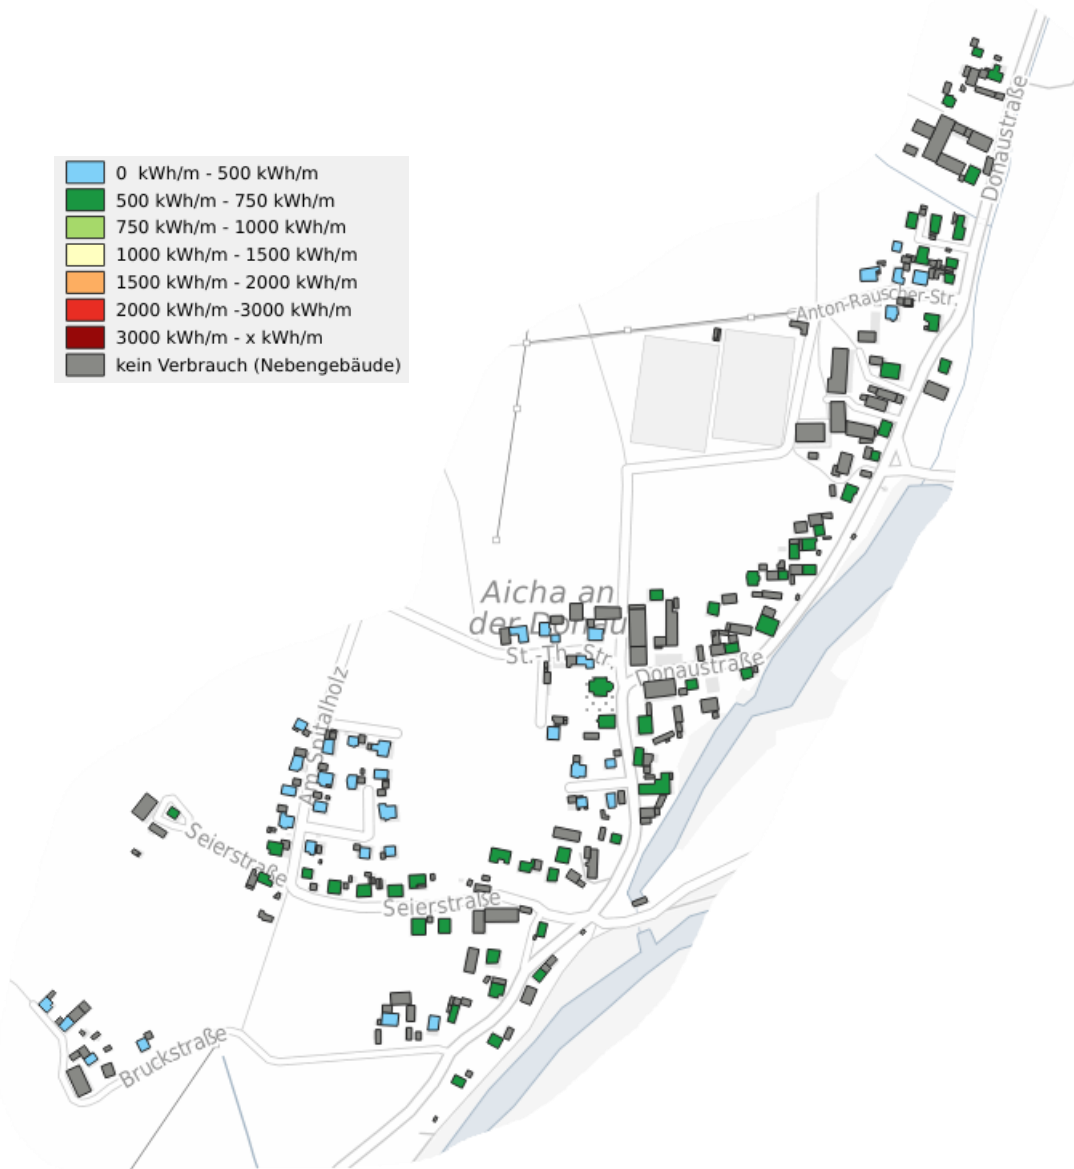 0 kWh/m - 500 kWh/m
500 kWh/m - 750 kWh/m
750 kWh/m - 1000 kWh/m
1000 kWh/m - 1500 kWh/m
1500 kWh/m - 2000 kWh/m
2000 kWh/m -3000 kWh/m
3000 kWh/m - x kWh/m
kein Verbrauch (Nebengebäude)
Donaustraße
Anton-Rauscher-Str.
Aicha an
der Donau
St.-Th.-Str.
Donaustraße
Am Spitalholz
Seierstraße
Seierstraße
Bruckstraße